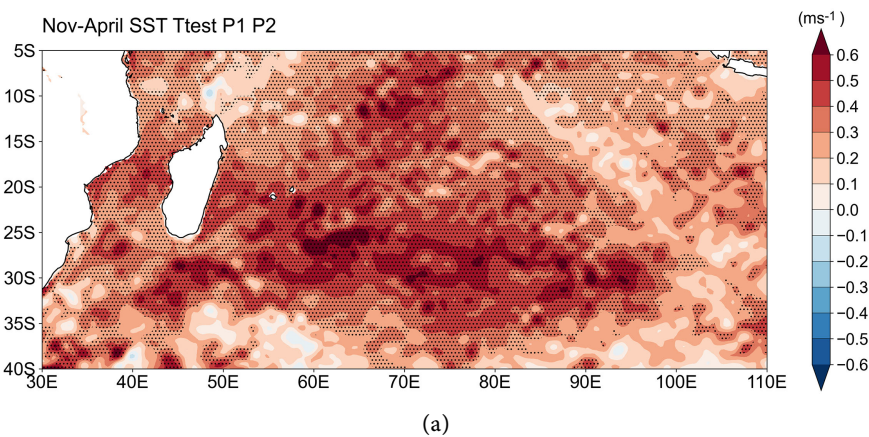 Nov-April SST Ttest P1 P2
(ms-1 )
5S
10S
15S
20S
25S
30S
35S
40S
30E 40E 50E 60E 70E 80E 90E 100E 110E
0.6
0.5
0.4
0.3
0.2
0.1
0.0
−0.1
−0.2
−0.3
−0.4
−0.5
−0.6
(a)